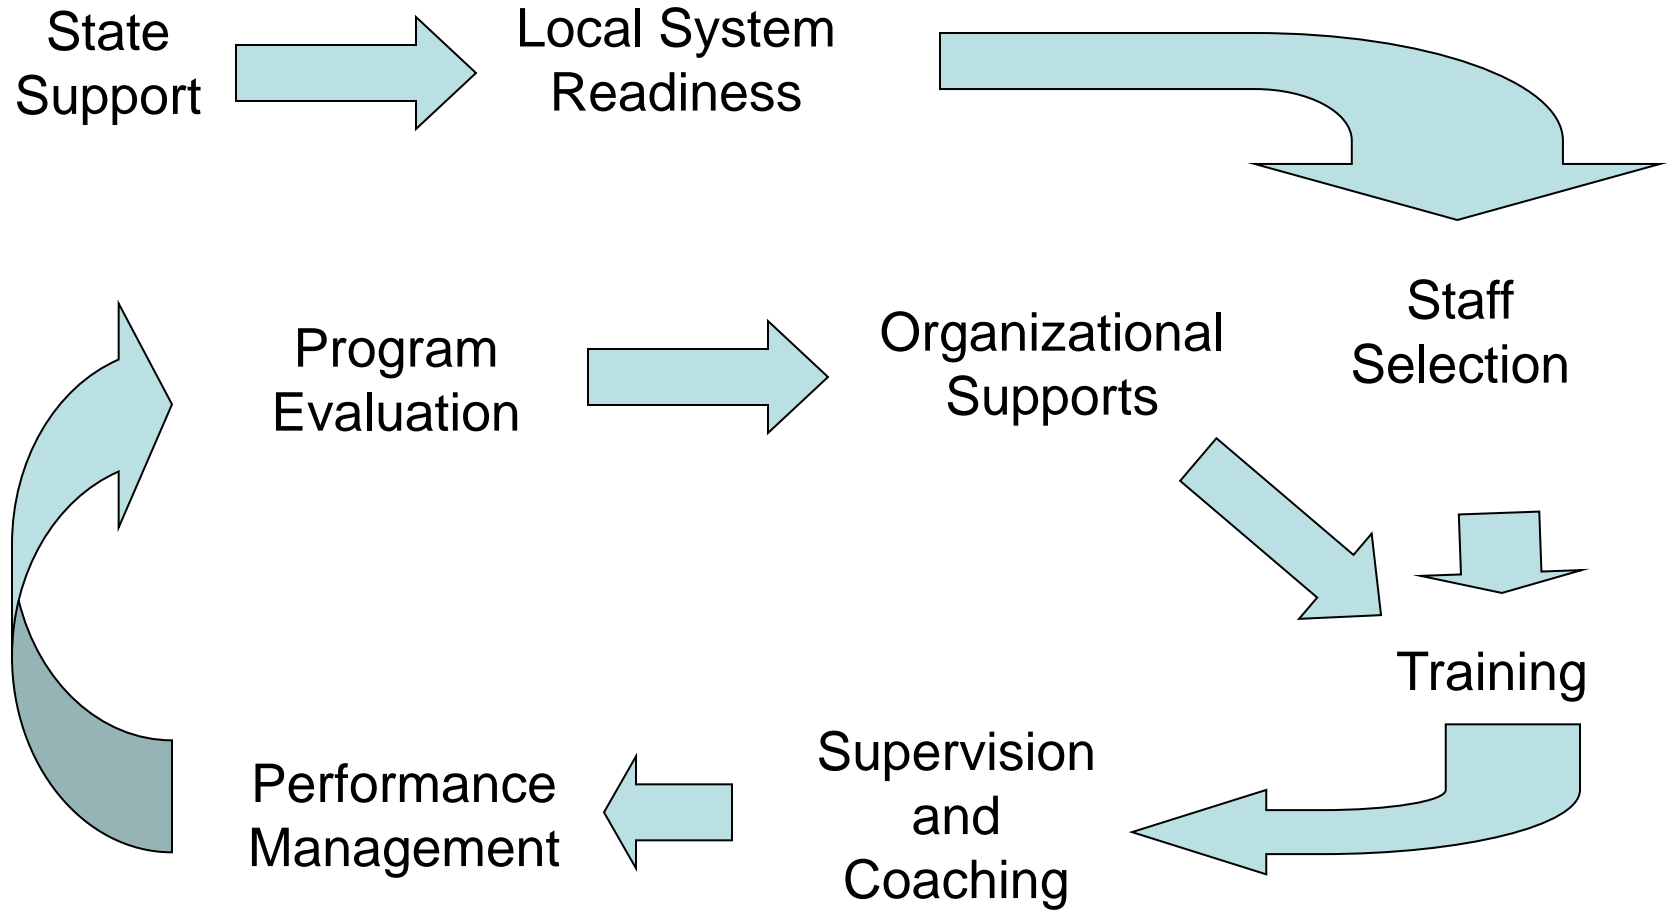 State
Support
Local System
Readiness
Staff
Selection
Program
Evaluation
Organizational
Supports
Training
Supervision
and
Coaching
Performance
Management